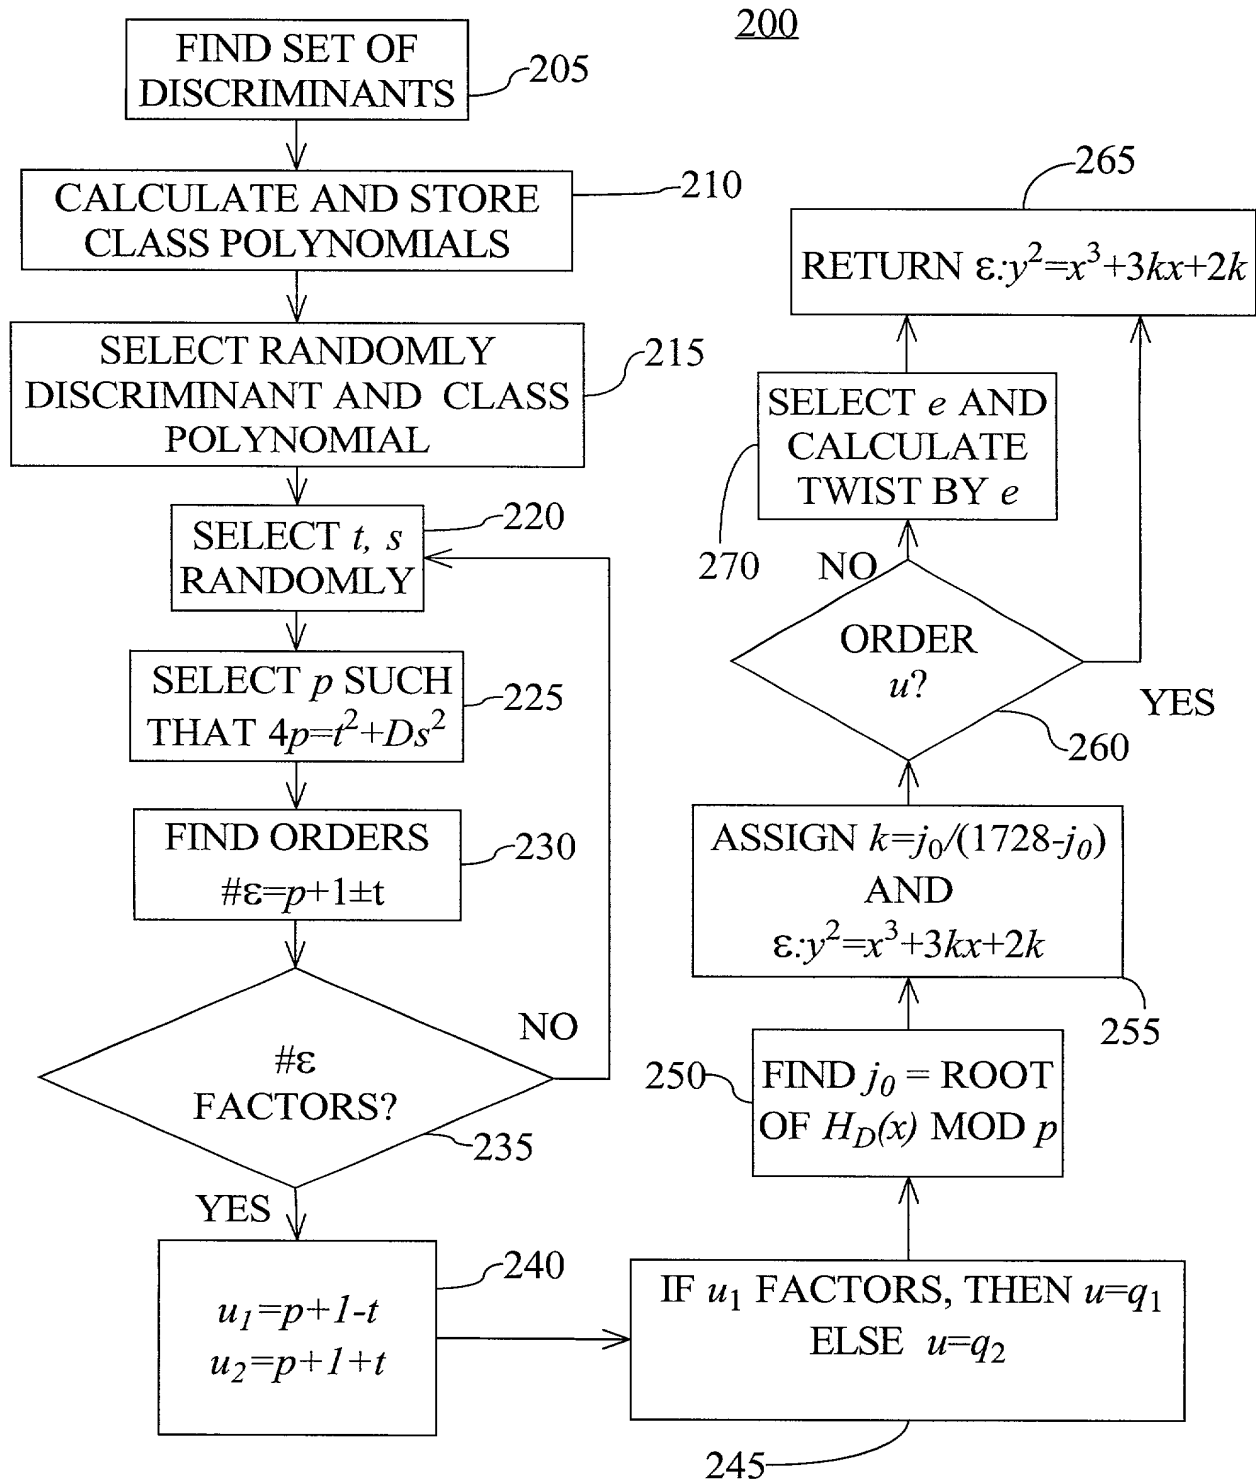 200
FIND SET OF
DISCRIMINANTS
205
CALCULATE AND STORE
CLASS POLYNOMIALS
210
SELECT RANDOMLY
DISCRIMINANT AND CLASS
POLYNOMIAL
215
SELECT t, s
RANDOMLY
220
SELECT p SUCH
THAT 4p=t²+Ds²
225
FIND ORDERS
#ε=p+1±t
230
#ε
FACTORS?
235
NO
YES
u₁=p+1-t
u₂=p+1+t
240
IF u₁ FACTORS, THEN u=q₁
ELSE u=q₂
245
FIND j₀ = ROOT
OF H_D(x) MOD p
250
ASSIGN k=j₀/(1728-j₀)
AND
ε:y²=x³+3kx+2k
255
ORDER
u?
260
NO
YES
SELECT e AND
CALCULATE
TWIST BY e
270
RETURN ε:y²=x³+3kx+2k
265